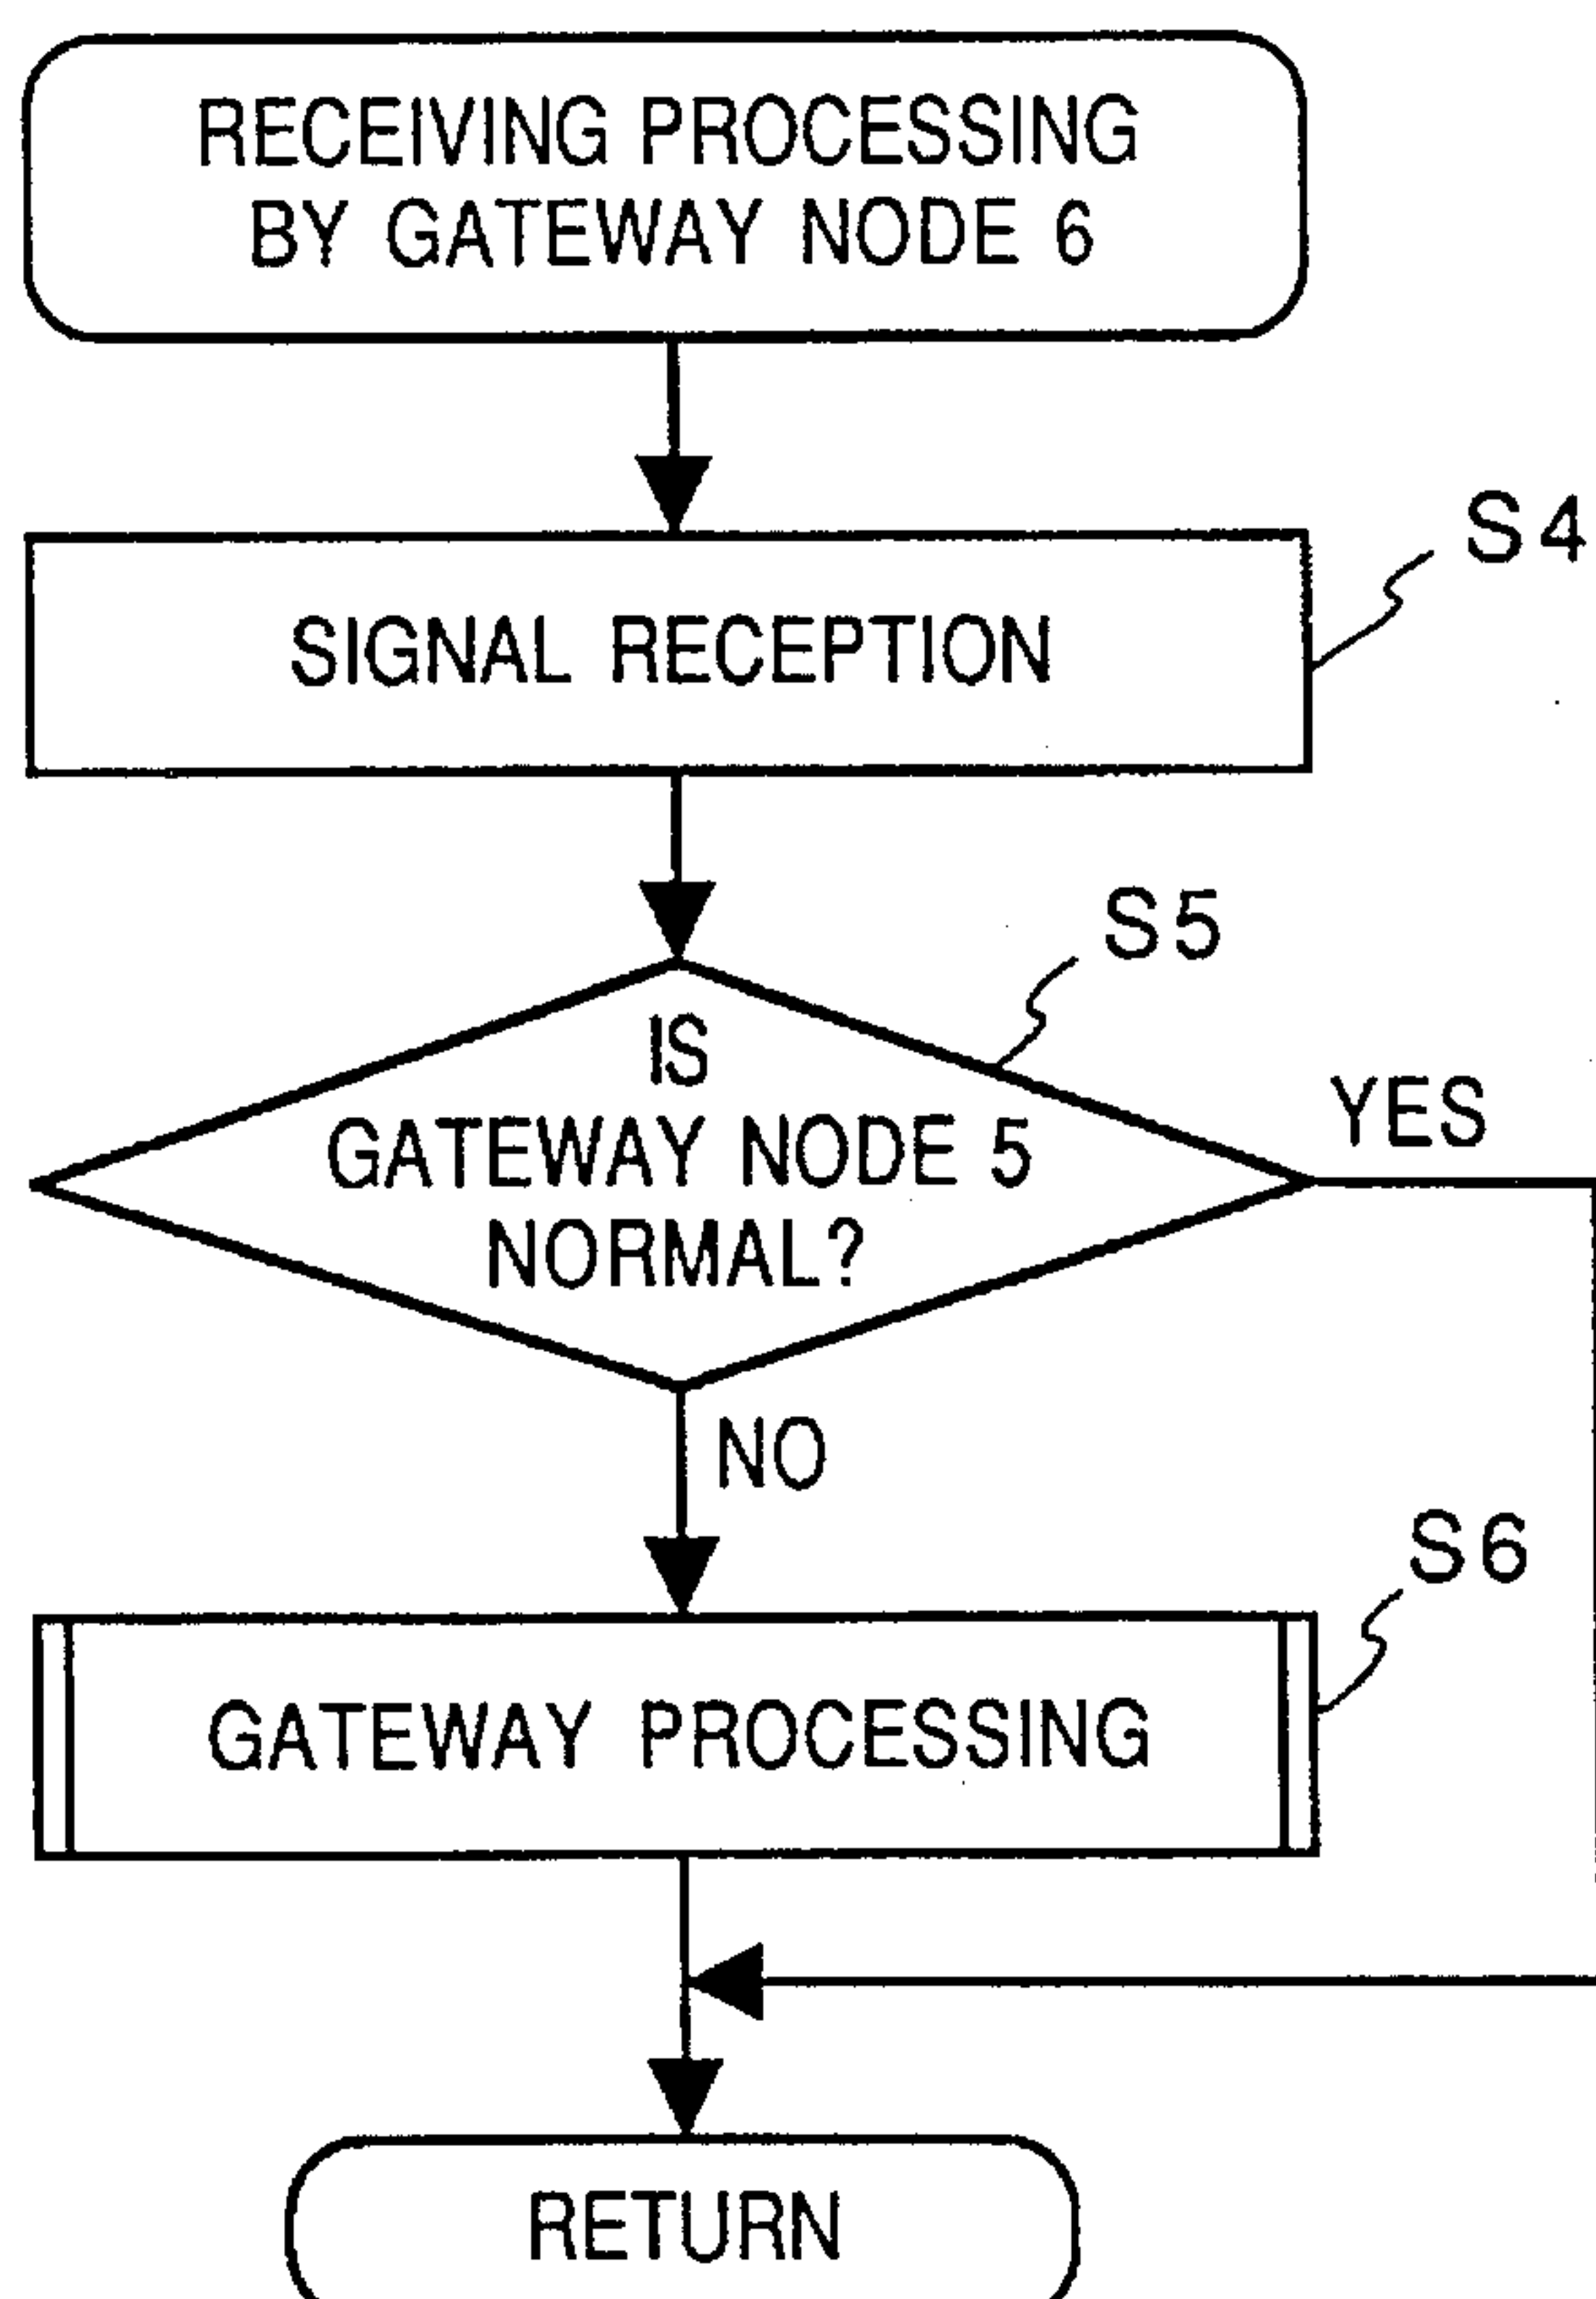 RECEIVING PROCESSING
BY GATEWAY NODE 6
S4
SIGNAL RECEPTION
S5
IS
GATEWAY NODE 5
NORMAL?
YES
NO
S6
GATEWAY PROCESSING
RETURN